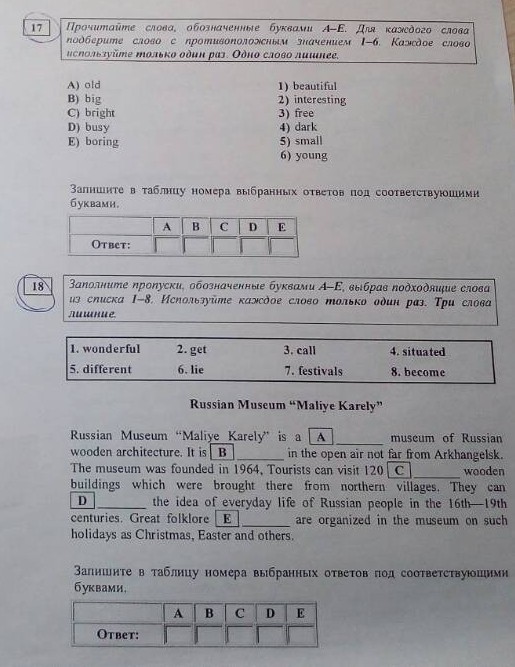 17
Прочитайте слова, обозначенные буквами A–E. Для каждого слова
подберите слово с противоположным значением 1–6. Каждое слово
используйте только один раз. Одно слово лишнее.
A) old
B) big
C) bright
D) busy
E) boring
1) beautiful
2) interesting
3) free
4) dark
5) small
6) young
Запишите в таблицу номера выбранных ответов под соответствующими
буквами.
A B C D E
Ответ:
18
Заполните пропуски, обозначенные буквами A–E, выбрав подходящие слова
из списка 1–8. Используйте каждое слово только один раз. Три слова
лишние.
1. wonderful 2. get 3. call 4. situated
5. different 6. lie 7. festivals 8. become
Russian Museum “Maliye Karely”
Russian Museum “Maliye Karely” is a A ________ museum of Russian
wooden architecture. It is B ________ in the open air not far from Arkhangelsk.
The museum was founded in 1964, Tourists can visit 120 C ________ wooden
buildings which were brought there from northern villages. They can
D ________ the idea of everyday life of Russian people in the 16th—19th
centuries. Great folklore E ________ are organized in the museum on such
holidays as Christmas, Easter and others.
Запишите в таблицу номера выбранных ответов под соответствующими
буквами.
A B C D E
Ответ: